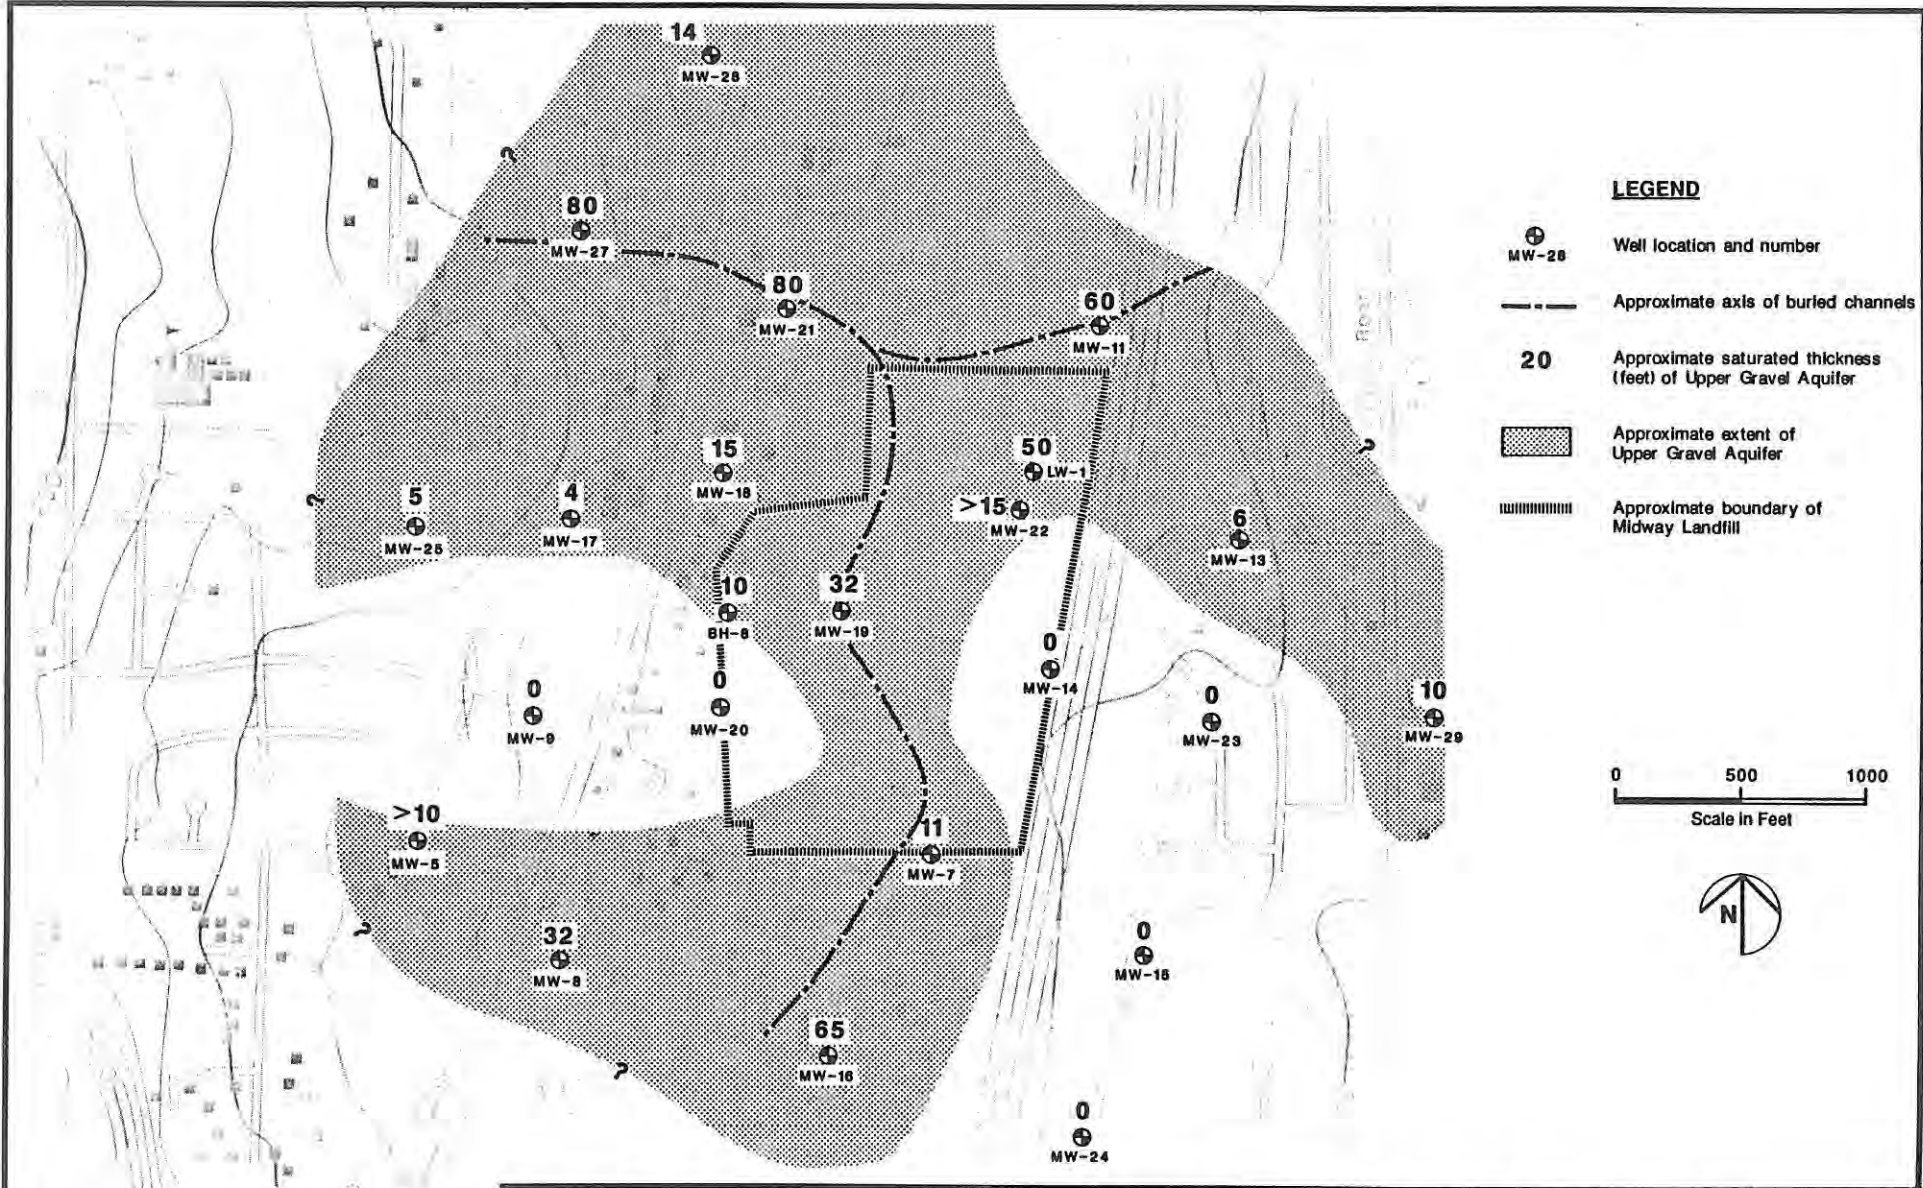 14
MW-28
?
80
MW-27
80
MW-21
60
MW-11
?
?
15
MW-18
50
LW-1
>15
MW-22
5
MW-25
4
MW-17
6
MW-13
10
BH-6
32
MW-19
0
MW-14
0
MW-9
0
MW-20
0
MW-23
10
MW-29
>10
MW-5
11
MW-7
?
32
MW-8
0
MW-15
65
MW-16
?
0
MW-24
LEGEND
MW-28
Well location and number
Approximate axis of buried channels
20
Approximate saturated thickness
(feet) of Upper Gravel Aquifer
Approximate extent of
Upper Gravel Aquifer
Approximate boundary of
Midway Landfill
0 500 1000
Scale in Feet
N